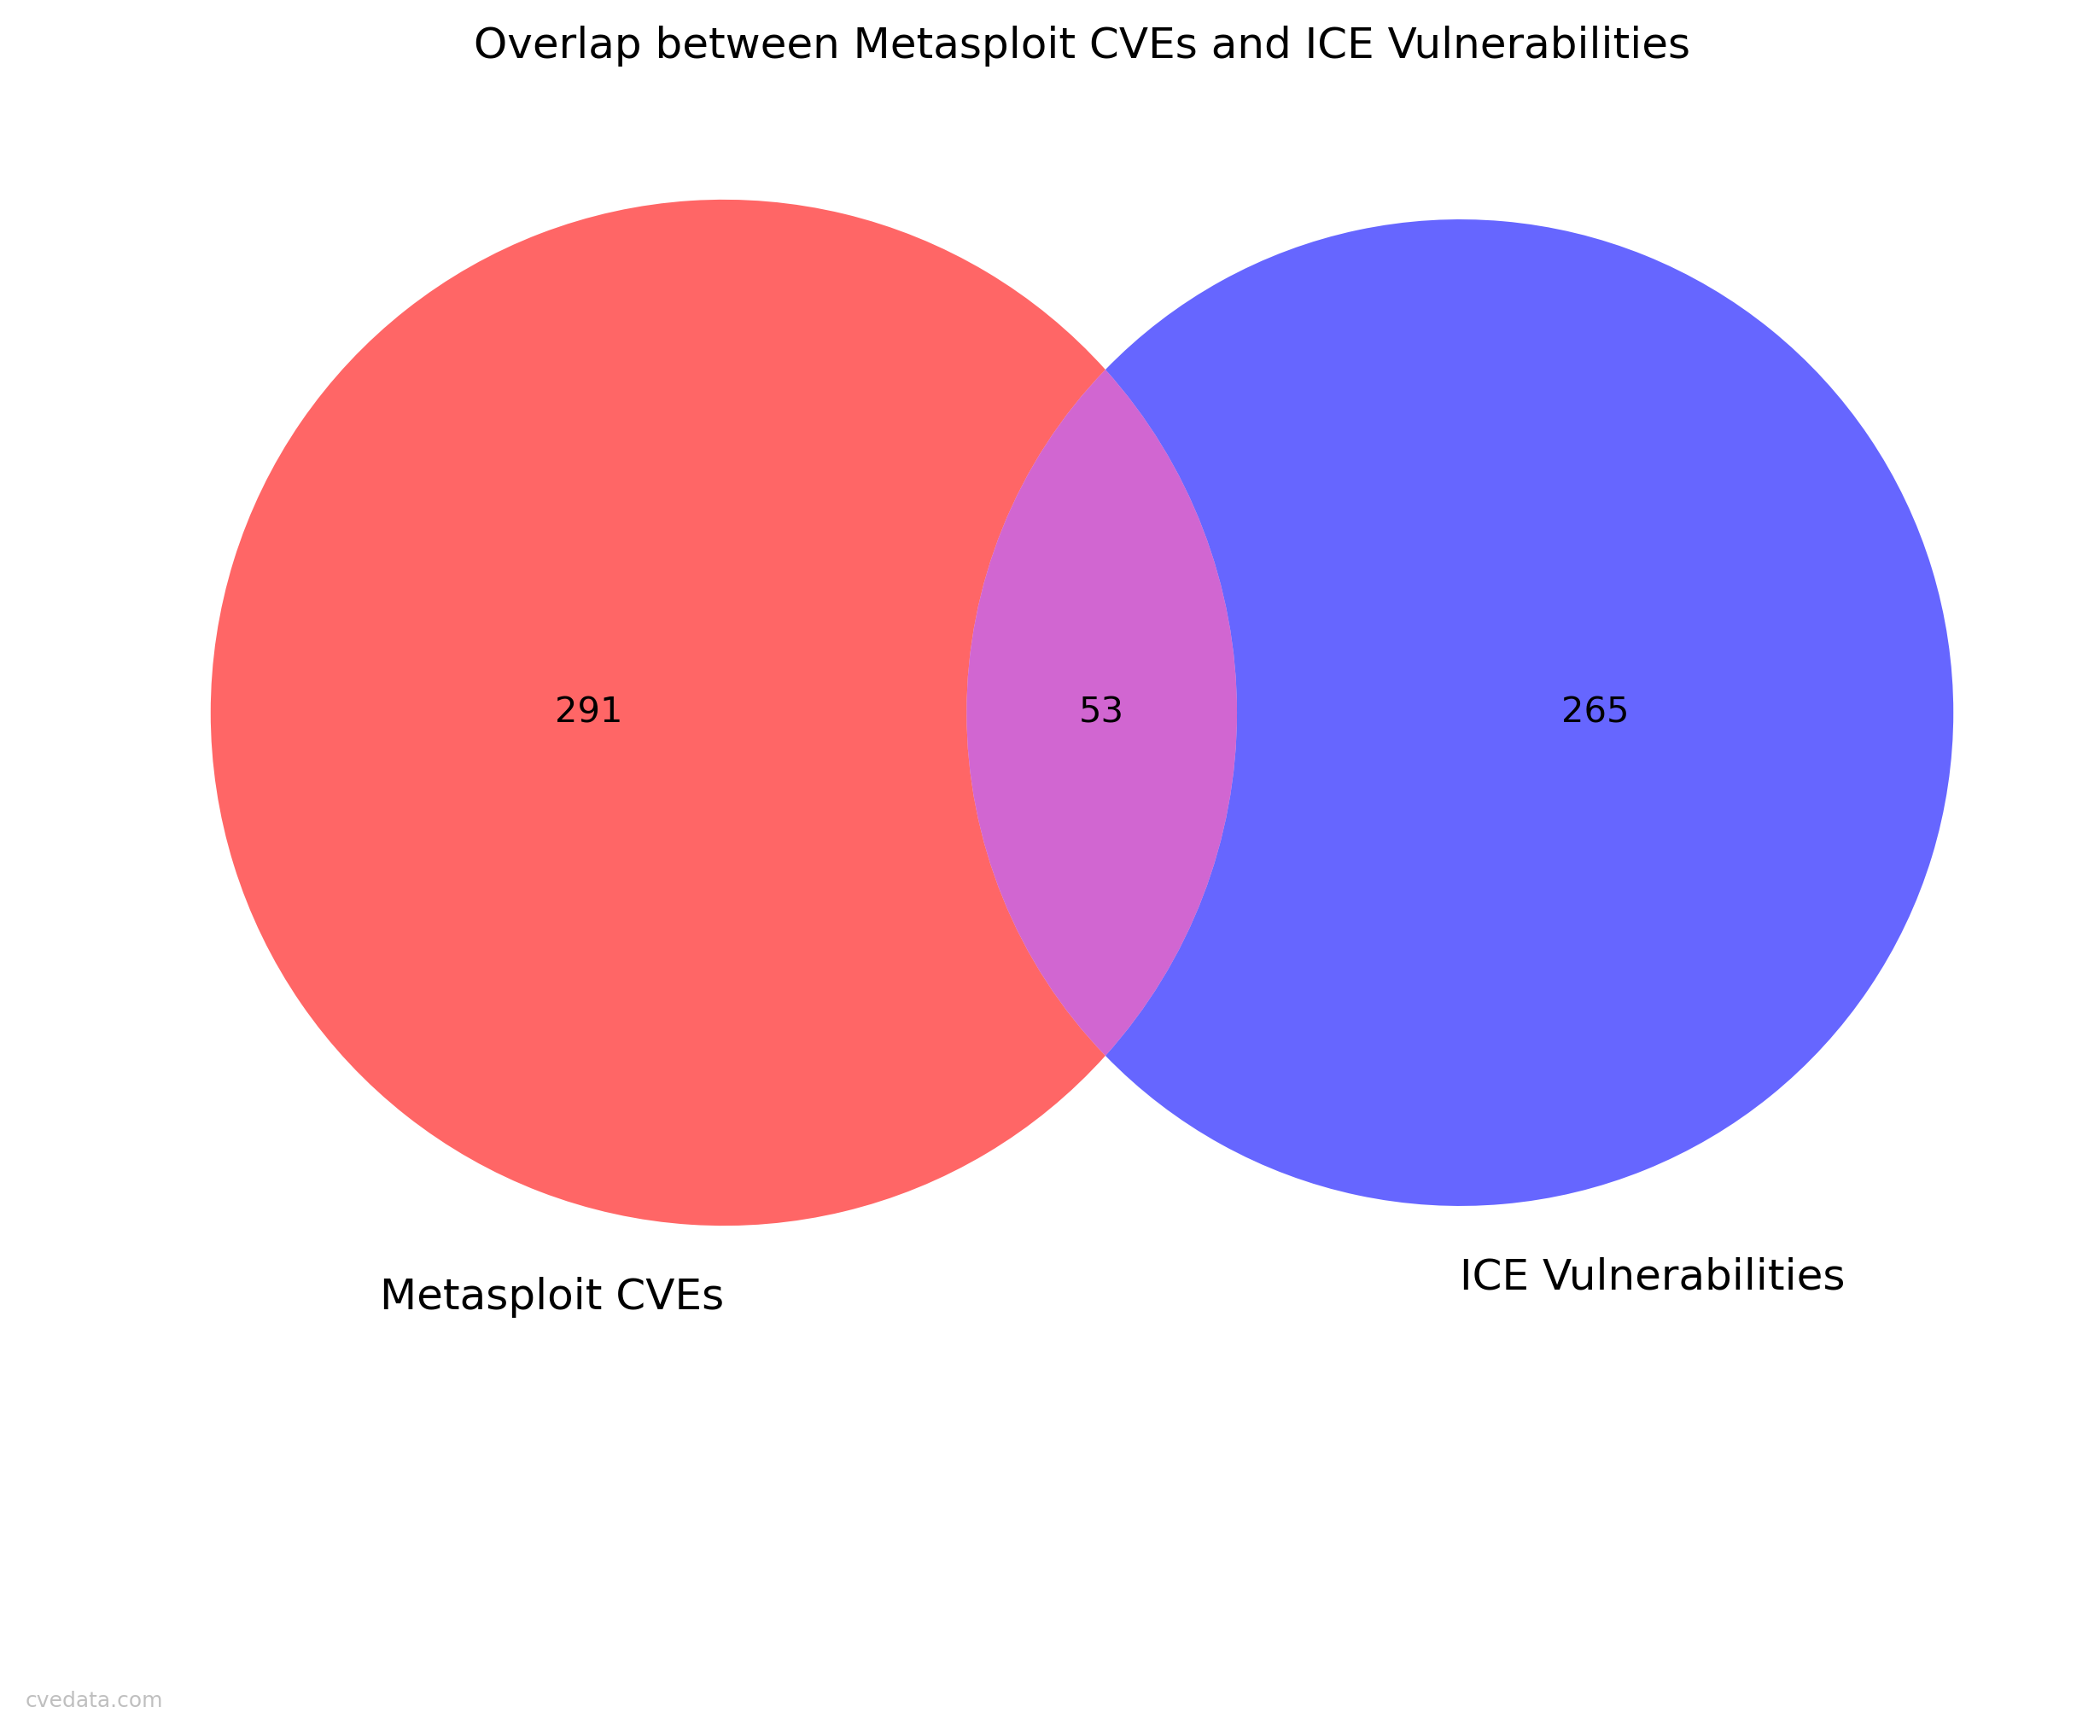 Overlap between Metasploit CVEs and ICE Vulnerabilities
291
53
265
Metasploit CVEs
ICE Vulnerabilities
cvedata.com